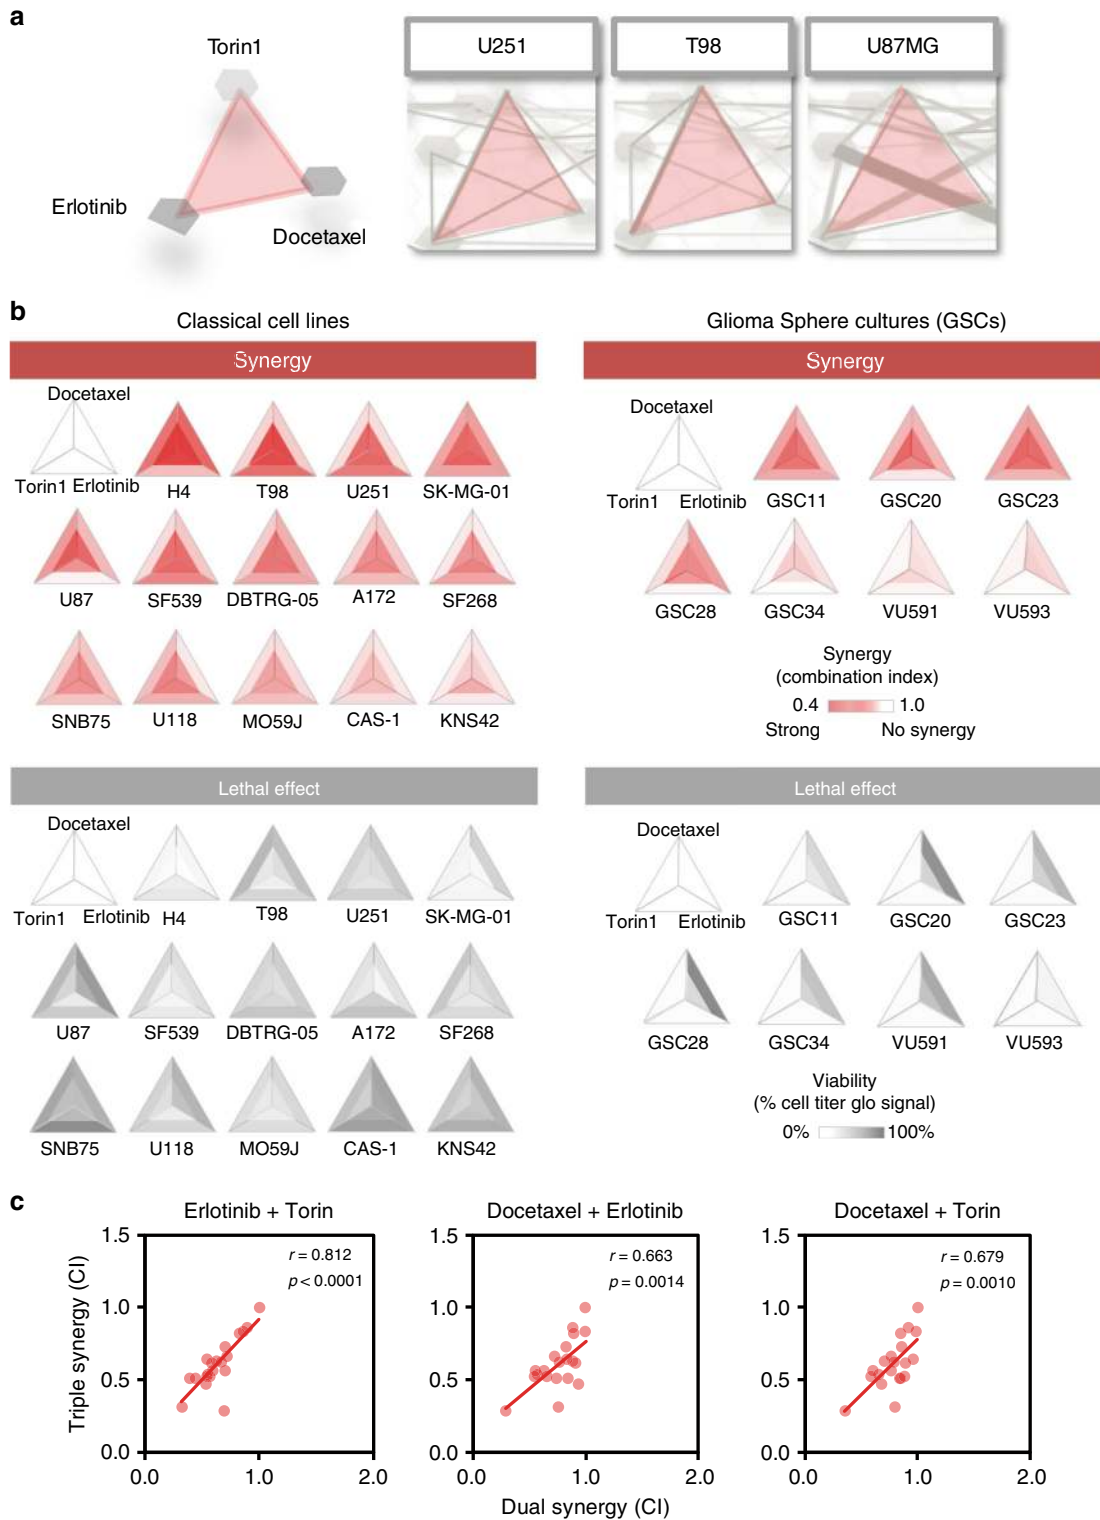 a
Torin1
Erlotinib
Docetaxel
U251
T98
U87MG
b
Classical cell lines
Glioma Sphere cultures (GSCs)
Synergy
Synergy
Docetaxel
Torin1 Erlotinib
H4
T98
U251
SK-MG-01
U87
SF539
DBTRG-05
A172
SF268
SNB75
U118
MO59J
CAS-1
KNS42
Docetaxel
Torin1 Erlotinib
GSC11
GSC20
GSC23
GSC28
GSC34
VU591
VU593
Synergy
(combination index)
0.4 1.0
Strong No synergy
Lethal effect
Lethal effect
Docetaxel
Torin1 Erlotinib
H4
T98
U251
SK-MG-01
U87
SF539
DBTRG-05
A172
SF268
SNB75
U118
MO59J
CAS-1
KNS42
Docetaxel
Torin1 Erlotinib
GSC11
GSC20
GSC23
GSC28
GSC34
VU591
VU593
Viability
(% cell titer glo signal)
0% 100%
c
Erlotinib + Torin
Triple synergy (CI)
1.5
1.0
0.5
0.0
0.0 1.0 2.0
r = 0.812
p < 0.0001
Docetaxel + Erlotinib
1.5
1.0
0.5
0.0
0.0 1.0 2.0
r = 0.663
p = 0.0014
Docetaxel + Torin
1.5
1.0
0.5
0.0
0.0 1.0 2.0
r = 0.679
p = 0.0010
Dual synergy (CI)